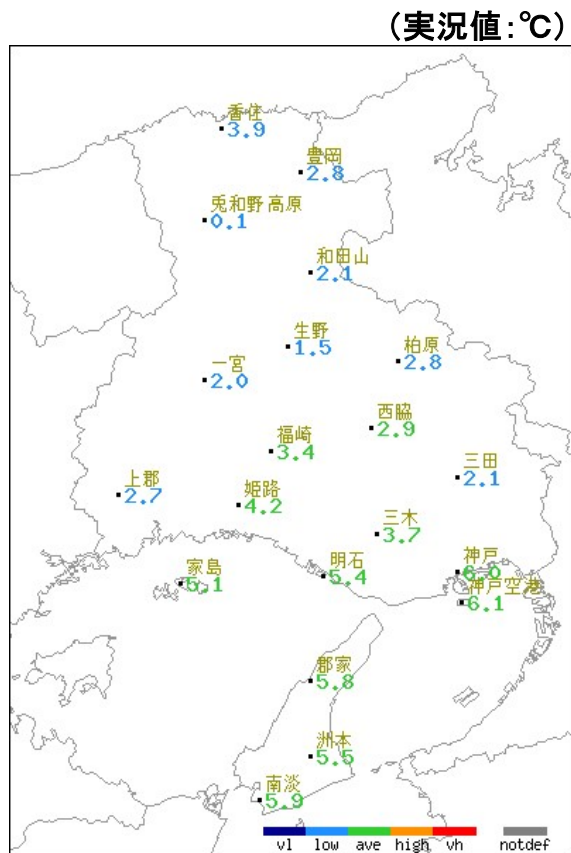 (実況値:℃)
香住
3.9
豊岡
2.8
兎和野高原
0.1
和田山
2.1
生野
1.5
柏原
2.8
一宮
2.0
西脇
2.9
福崎
3.4
三田
2.1
上郡
2.7
姫路
4.2
三木
3.7
家島
5.1
明石
5.4
神戸
6.0
神戸空港
6.1
郡家
5.8
洲本
5.5
南淡
5.9
vl low ave high vh notdef